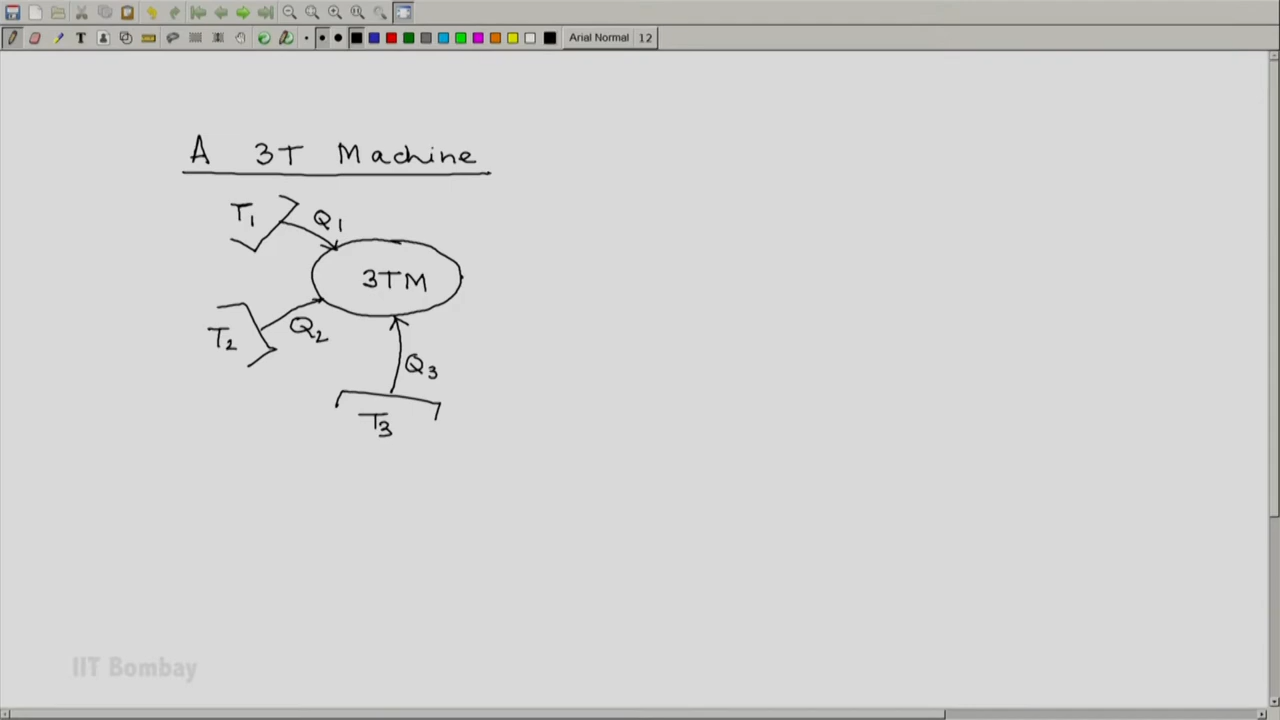 Arial Normal 12
A 3T Machine
T1 Q1
3TM
T2 Q2
Q3
T3
IIT Bombay